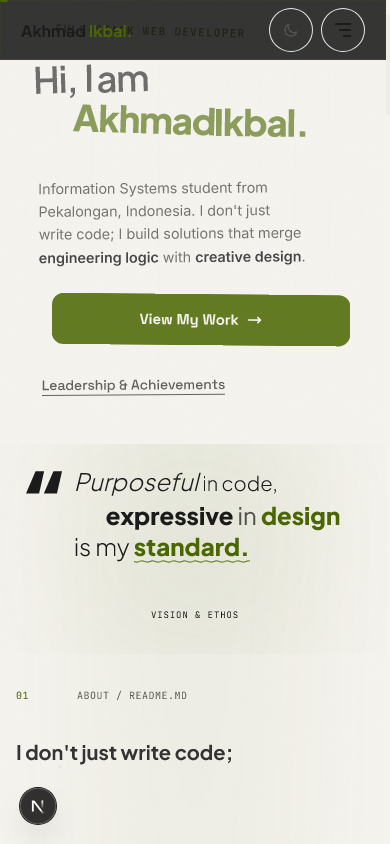 Akhmad Ikbal.
WEB DEVELOPER
Hi, I am
AkhmadIkbal.
Information Systems student from
Pekalongan, Indonesia. I don't just
write code; I build solutions that merge
engineering logic with creative design.
View My Work →
Leadership & Achievements
"Purposeful in code,
expressive in design
is my standard.
VISION & ETHOS
01 ABOUT / README.MD
I don't just write code;
N